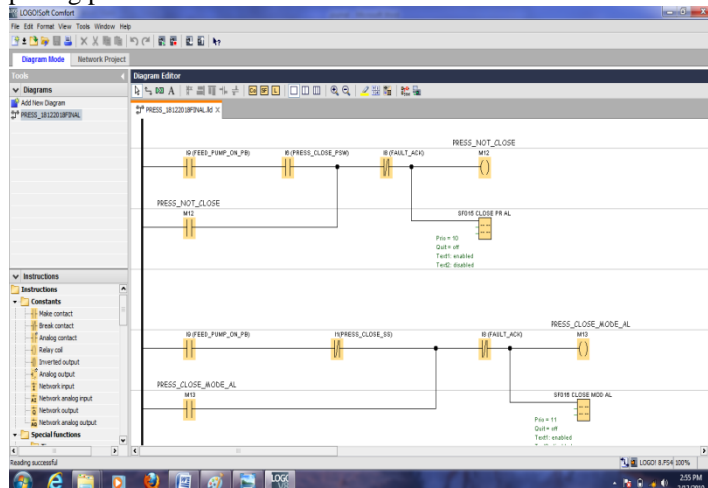 LOGO!Soft Comfort
File Edit Format View Tools Window Help
Diagram Mode Network Project
Tools
Diagrams
Add New Diagram
PRESS_18122018FINAL
Instructions
Instructions
Constants
Make contact
Break contact
Analog contact
Relay coil
Inverted output
Analog output
Network input
Network analog input
Network output
Network analog output
Special functions
Diagram Editor
PRESS_18122018FINAL.lld X
PRESS_NOT_CLOSE
I9 (FEED_PUMP_ON_PB) I6 (PRESS_CLOSE_PSW) I8 (FAULT_ACK) M12
PRESS_NOT_CLOSE
M12
SF015 CLOSE PR AL
Prio = 10
Quit = off
Text1: enabled
Text2: disabled
PRESS_CLOSE_MODE_AL
I9 (FEED_PUMP_ON_PB) I1(PRESS_CLOSE_SS) I8 (FAULT_ACK) M13
PRESS_CLOSE_MODE_AL
M13
SF016 CLOSE MOD AL
Prio = 11
Quit = off
Text1: enabled
Reading successful
LOGO! 8.FS4 100%
2:55 PM